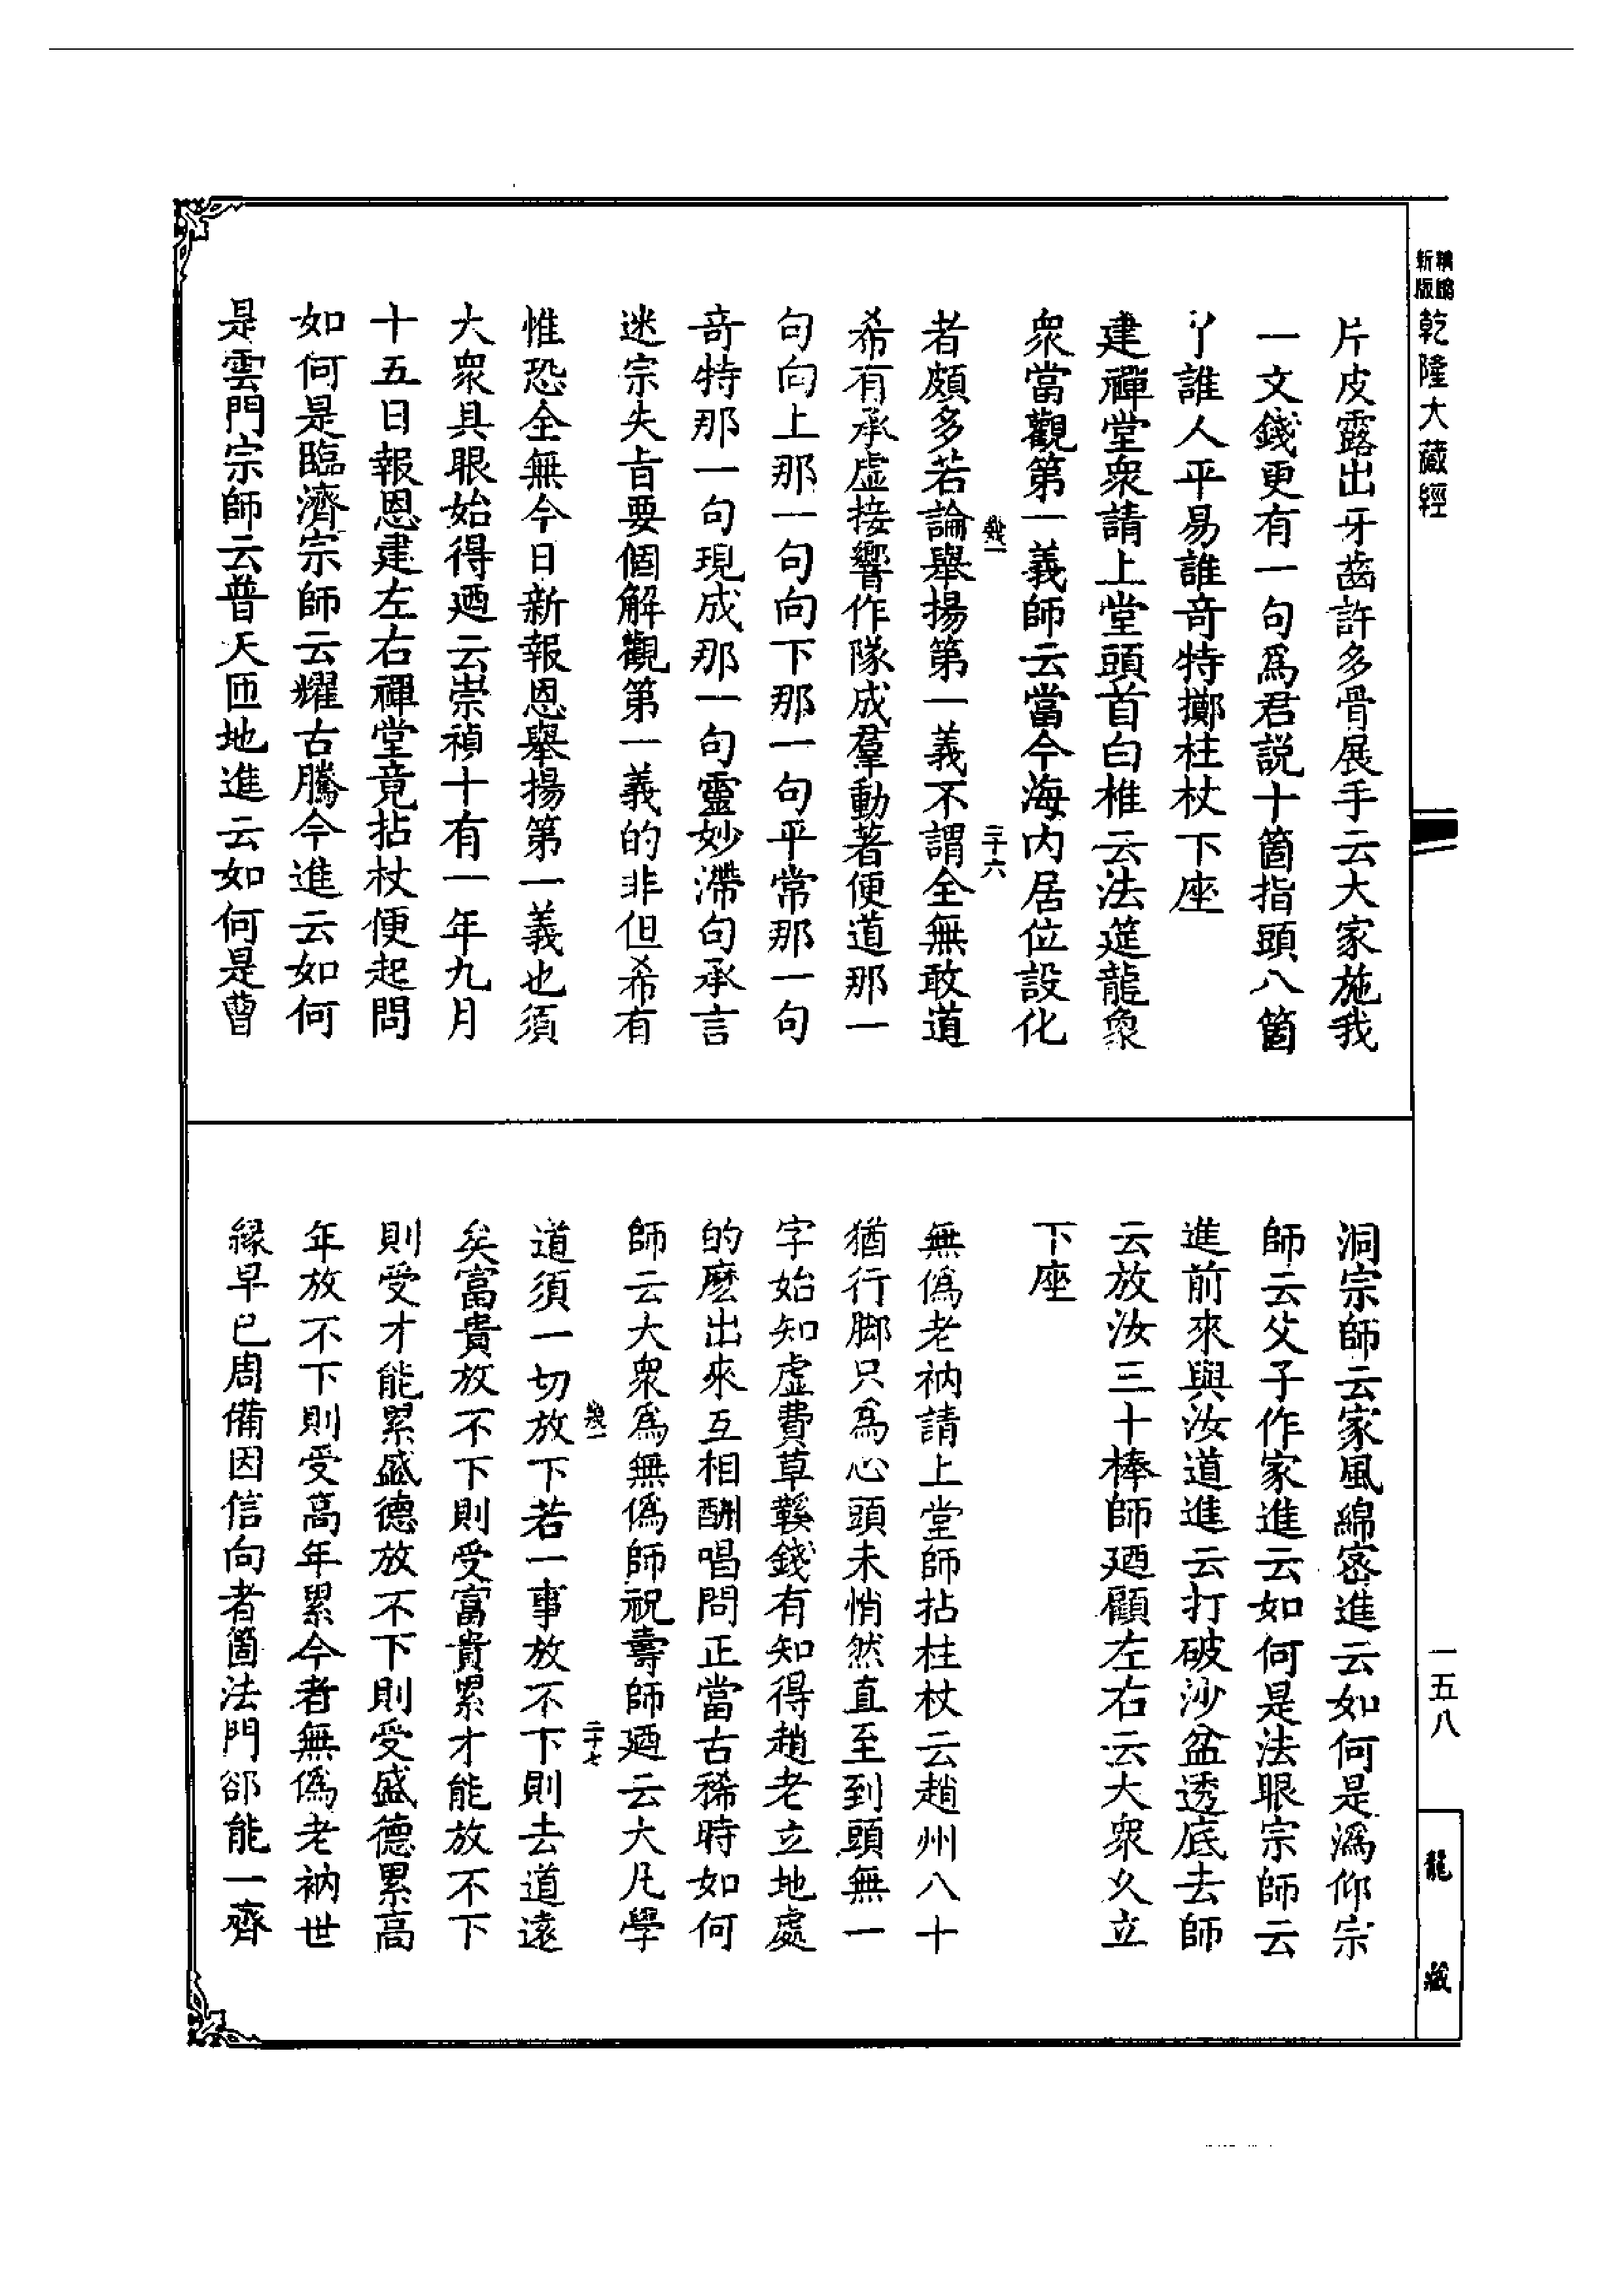 精縮
新版
乾隆大藏經
片皮露出牙齒許多骨展手云大家施我
一文錢更有一句爲君説十箇指頭八箇
丫誰人平易誰奇特擲柱杖下座
建禪堂衆請上堂頭首白椎云法筵龍象
衆當觀第一義師云當今海内居位設化
幾一
二十六
者頗多若論舉揚第一義不謂全無敢道
希有承虛接響作隊成羣動著便道那一
句向上那一句向下那一句平常那一句
奇特那一句現成那一句靈妙滯句承言
迷宗失旨要個解觀第一義的非但希有
惟恐全無今日新報恩舉揚第一義也須
大衆具眼始得廼云崇禎十有一年九月
十五日報恩建左右禪堂竟拈杖便起問
如何是臨濟宗師云耀古騰今進云如何
是雲門宗師云普天匝地進云如何是曹
洞宗師云家風綿密進云如何是潙仰宗
師云父子作家進云如何是法眼宗師云
進前來與汝道進云打破沙盆透底去師
云放汝三十棒師廼顧左右云大衆久立
下座
無僞老衲請上堂師拈柱杖云趙州八十
猶行脚只爲心頭未悄然直至到頭無一
字始知虛費草鞵錢有知得趙老立地處
的麽出來互相酬唱問正當古稀時如何
師云大衆爲無僞師祝壽師廼云大凡學
幾一
二十七
道須一切放下若一事放不下則去道遠
矣富貴放不下則受富貴累才能放不下
則受才能累盛德放不下則受盛德累高
年放不下則受高年累今者無僞老衲世
緣早已周備因信向者箇法門郤能一齊
一五八
龍藏